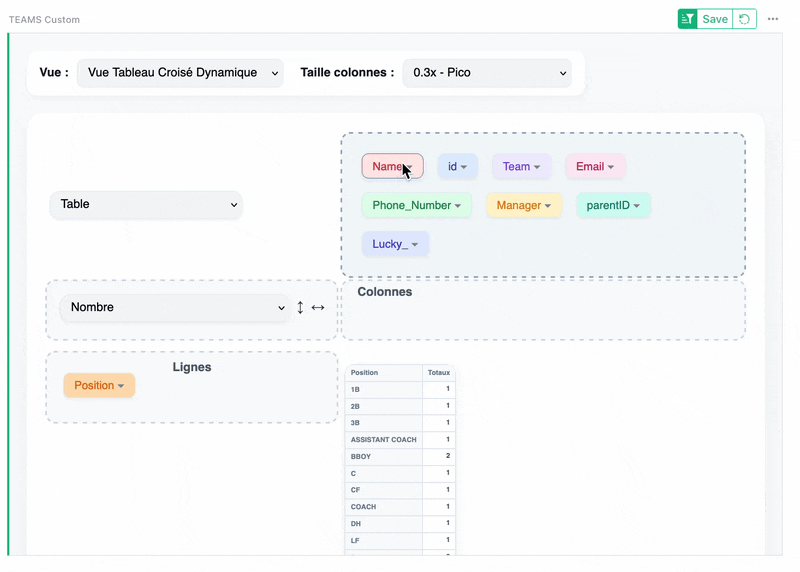 TEAMS Custom
Save
Vue : Vue Tableau Croisé Dynamique Taille colonnes : 0.3x - Pico
Name id Team Email
Table
Phone_Number Manager parentID
Lucky_
Nombre
Colonnes
Lignes
Position
Position Totaux
1B 1
2B 1
3B 1
ASSISTANT COACH 1
BBOY 2
C 1
CF 1
COACH 1
DH 1
LF 1